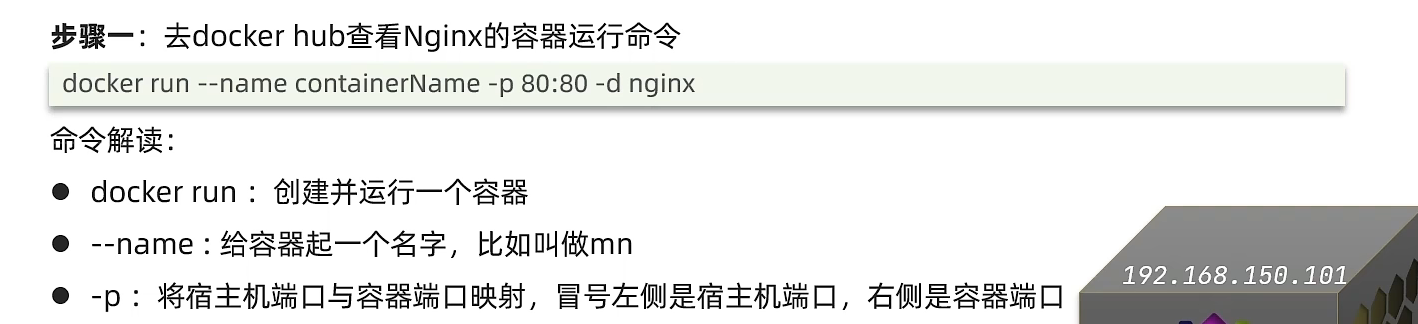 步骤一：去docker hub查看Nginx的容器运行命令
docker run --name containerName -p 80:80 -d nginx
命令解读：
● docker run ：创建并运行一个容器
● --name : 给容器起一个名字，比如叫做mn
● -p ：将宿主机端口与容器端口映射，冒号左侧是宿主机端口，右侧是容器端口
192.168.150.101